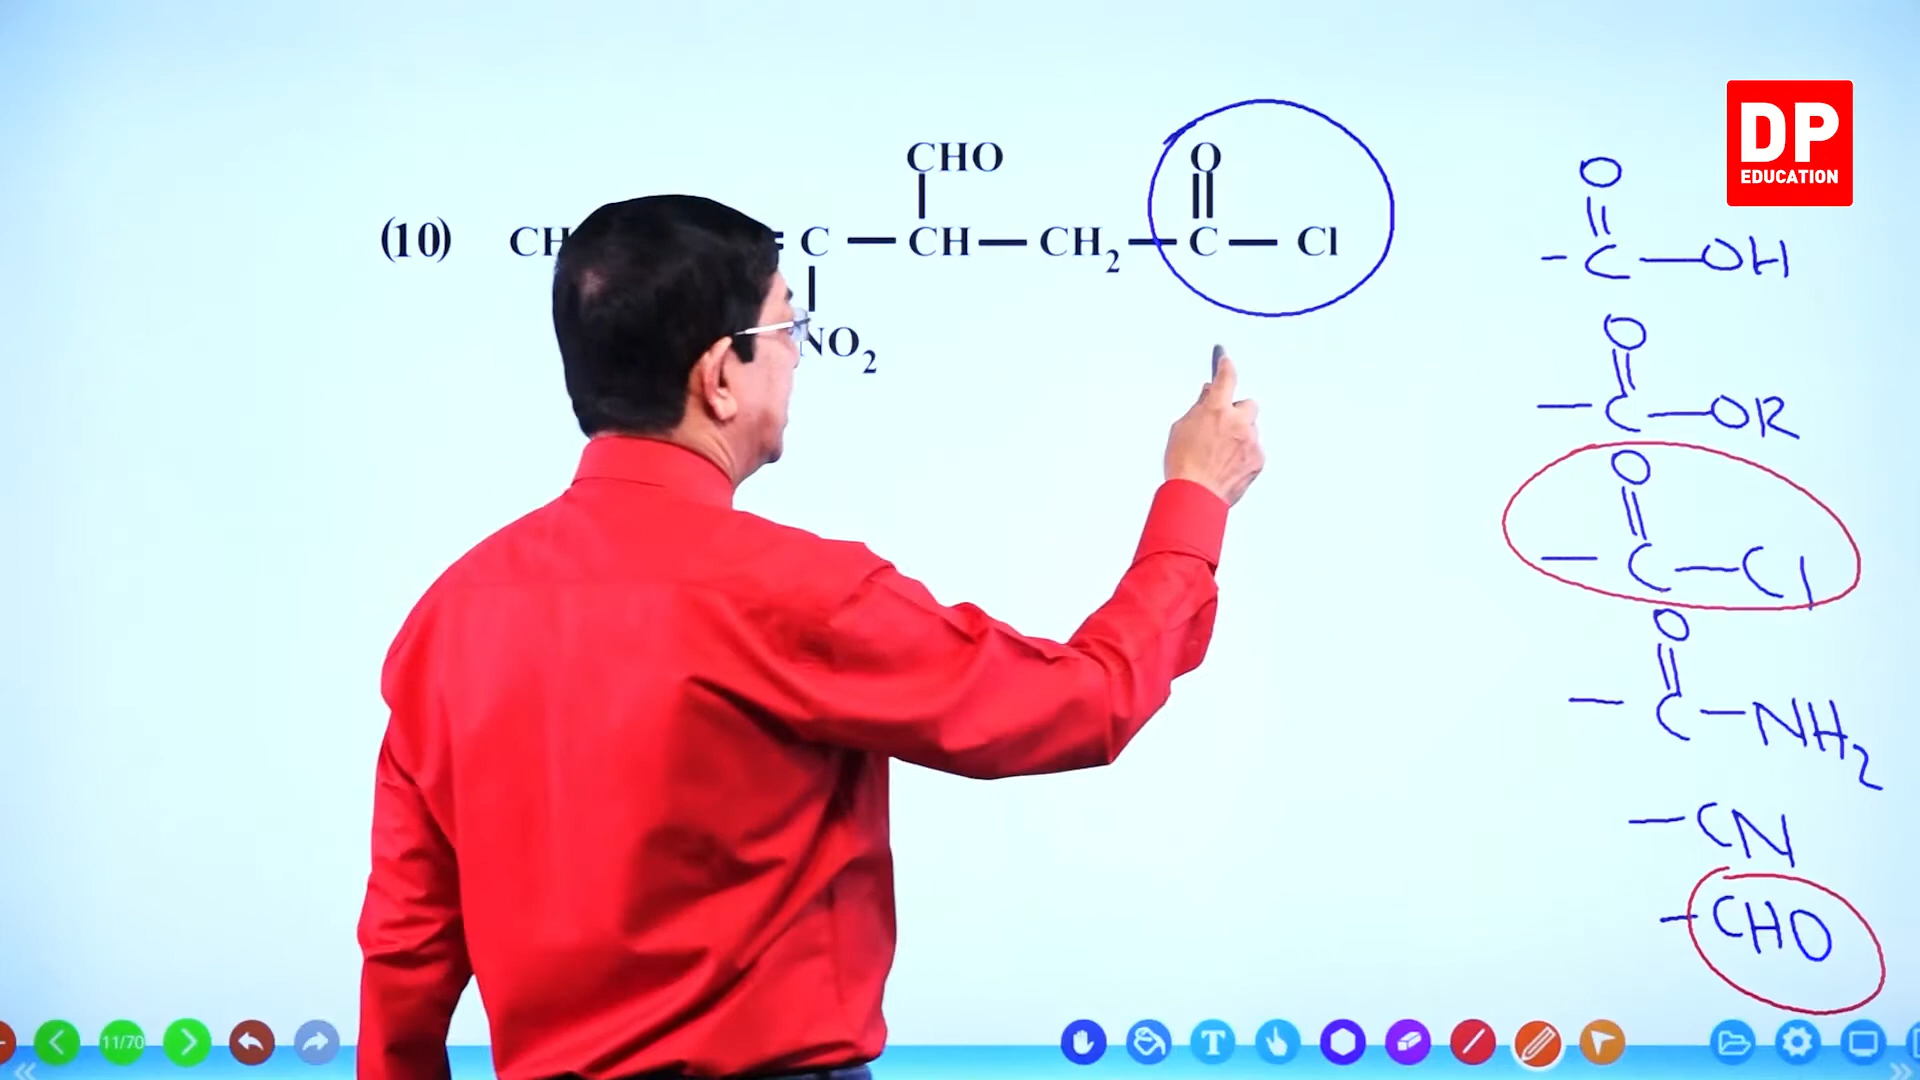 DP
EDUCATION
CHO
O
(10) CH = C — CH — CH₂ — C — Cl
NO₂
O
– C — OH
O
— C — OR
O
— C — Cl
O
— C — NH₂
— CN
— CHO
11/70
T